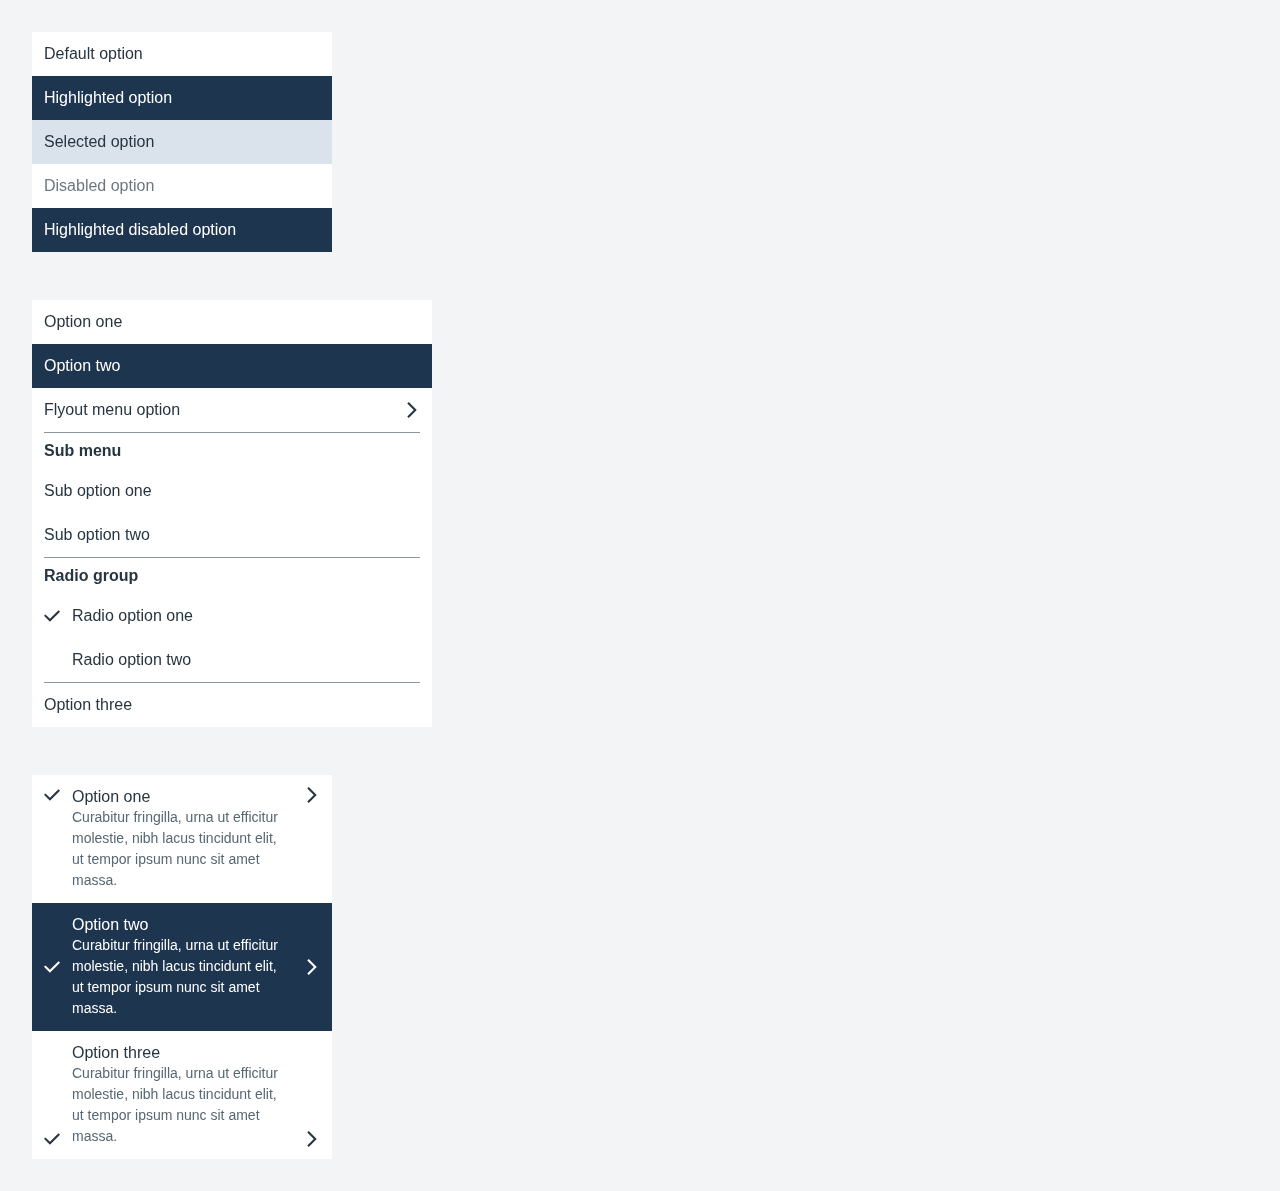 Default option
Highlighted option
Selected option
Disabled option
Highlighted disabled option
Option one
Option two
Flyout menu option
Sub menu
Sub option one
Sub option two
Radio group
Radio option one
Radio option two
Option three
Option one
Curabitur fringilla, urna ut efficitur
molestie, nibh lacus tincidunt elit,
ut tempor ipsum nunc sit amet
massa.
Option two
Curabitur fringilla, urna ut efficitur
molestie, nibh lacus tincidunt elit,
ut tempor ipsum nunc sit amet
massa.
Option three
Curabitur fringilla, urna ut efficitur
molestie, nibh lacus tincidunt elit,
ut tempor ipsum nunc sit amet
massa.